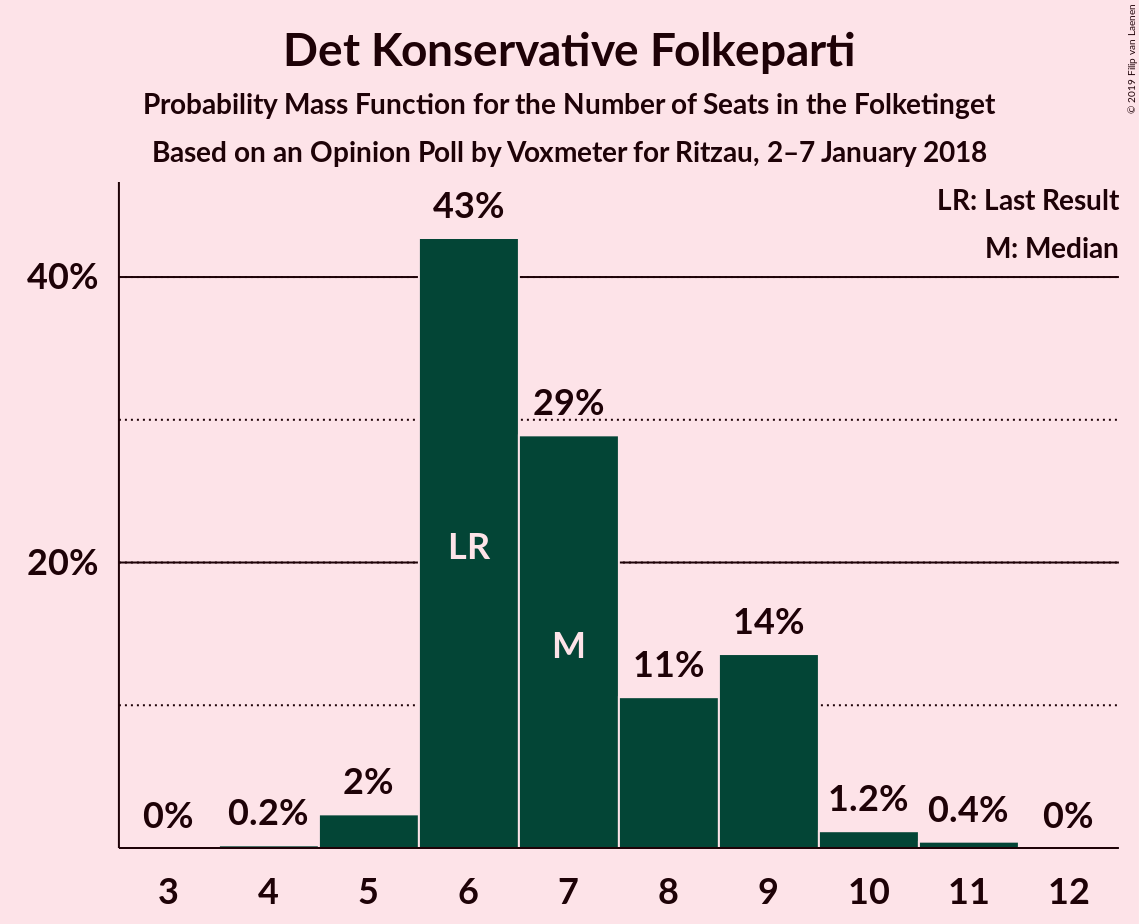 Det Konservative Folkeparti
Probability Mass Function for the Number of Seats in the Folketinget
Based on an Opinion Poll by Voxmeter for Ritzau, 2–7 January 2018
© 2019 Filip van Laenen
LR: Last Result
M: Median
40%
20%
0%
0.2%
2%
43%
29%
11%
14%
1.2%
0.4%
0%
LR
M
3 4 5 6 7 8 9 10 11 12